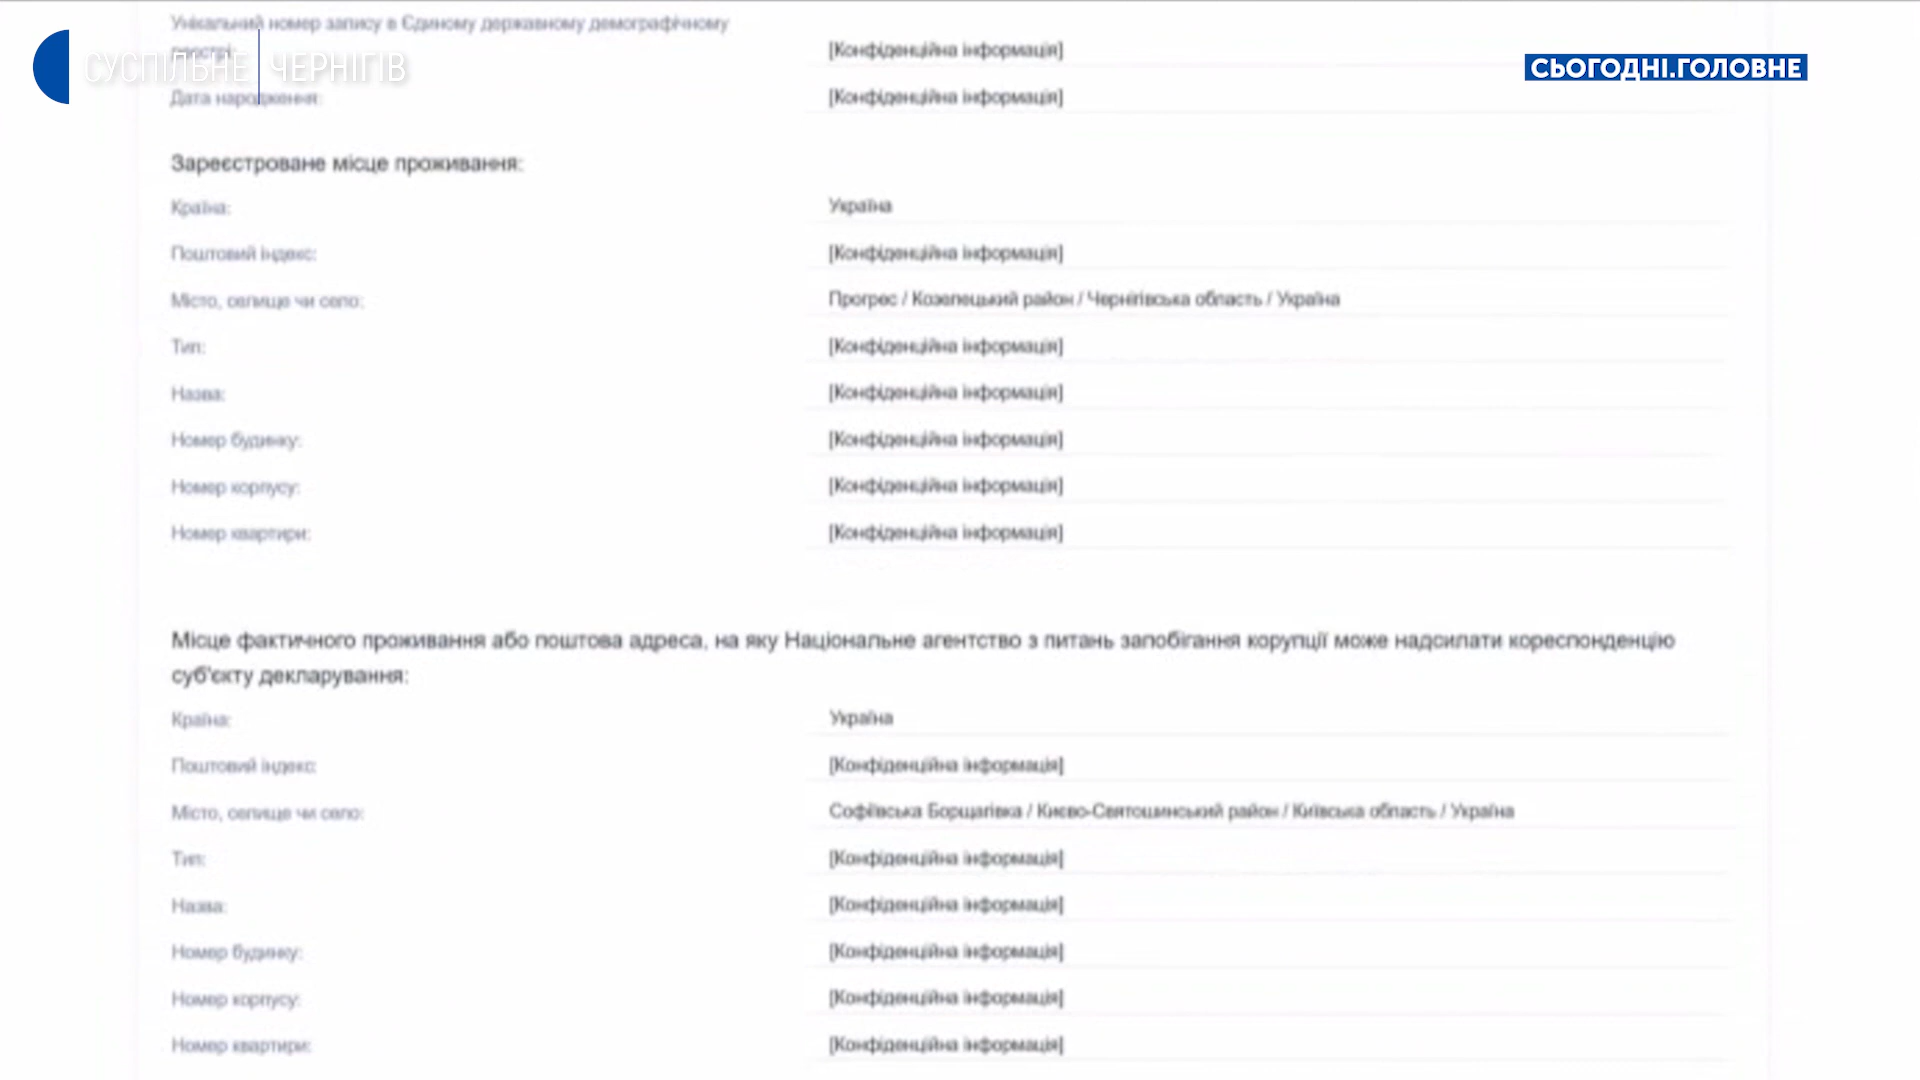 Унікальний номер запису в Єдиному державному демографічному
реєстрі:
[Конфіденційна інформація]
СУСПІЛЬНЕ ЧЕРНІГІВ
СЬОГОДНІ.ГОЛОВНЕ
Дата народження: [Конфіденційна інформація]
Зареєстроване місце проживання:
Країна: Україна
Поштовий індекс: [Конфіденційна інформація]
Місто, селище чи село: Прогрес / Козелецький район / Чернігівська область / Україна
Тип: [Конфіденційна інформація]
Назва: [Конфіденційна інформація]
Номер будинку: [Конфіденційна інформація]
Номер корпусу: [Конфіденційна інформація]
Номер квартири: [Конфіденційна інформація]
Місце фактичного проживання або поштова адреса, на яку Національне агентство з питань запобігання корупції може надсилати кореспонденцію
суб'єкту декларування:
Країна: Україна
Поштовий індекс: [Конфіденційна інформація]
Місто, селище чи село: Софіївська Борщагівка / Києво-Святошинський район / Київська область / Україна
Тип: [Конфіденційна інформація]
Назва: [Конфіденційна інформація]
Номер будинку: [Конфіденційна інформація]
Номер корпусу: [Конфіденційна інформація]
Номер квартири: [Конфіденційна інформація]